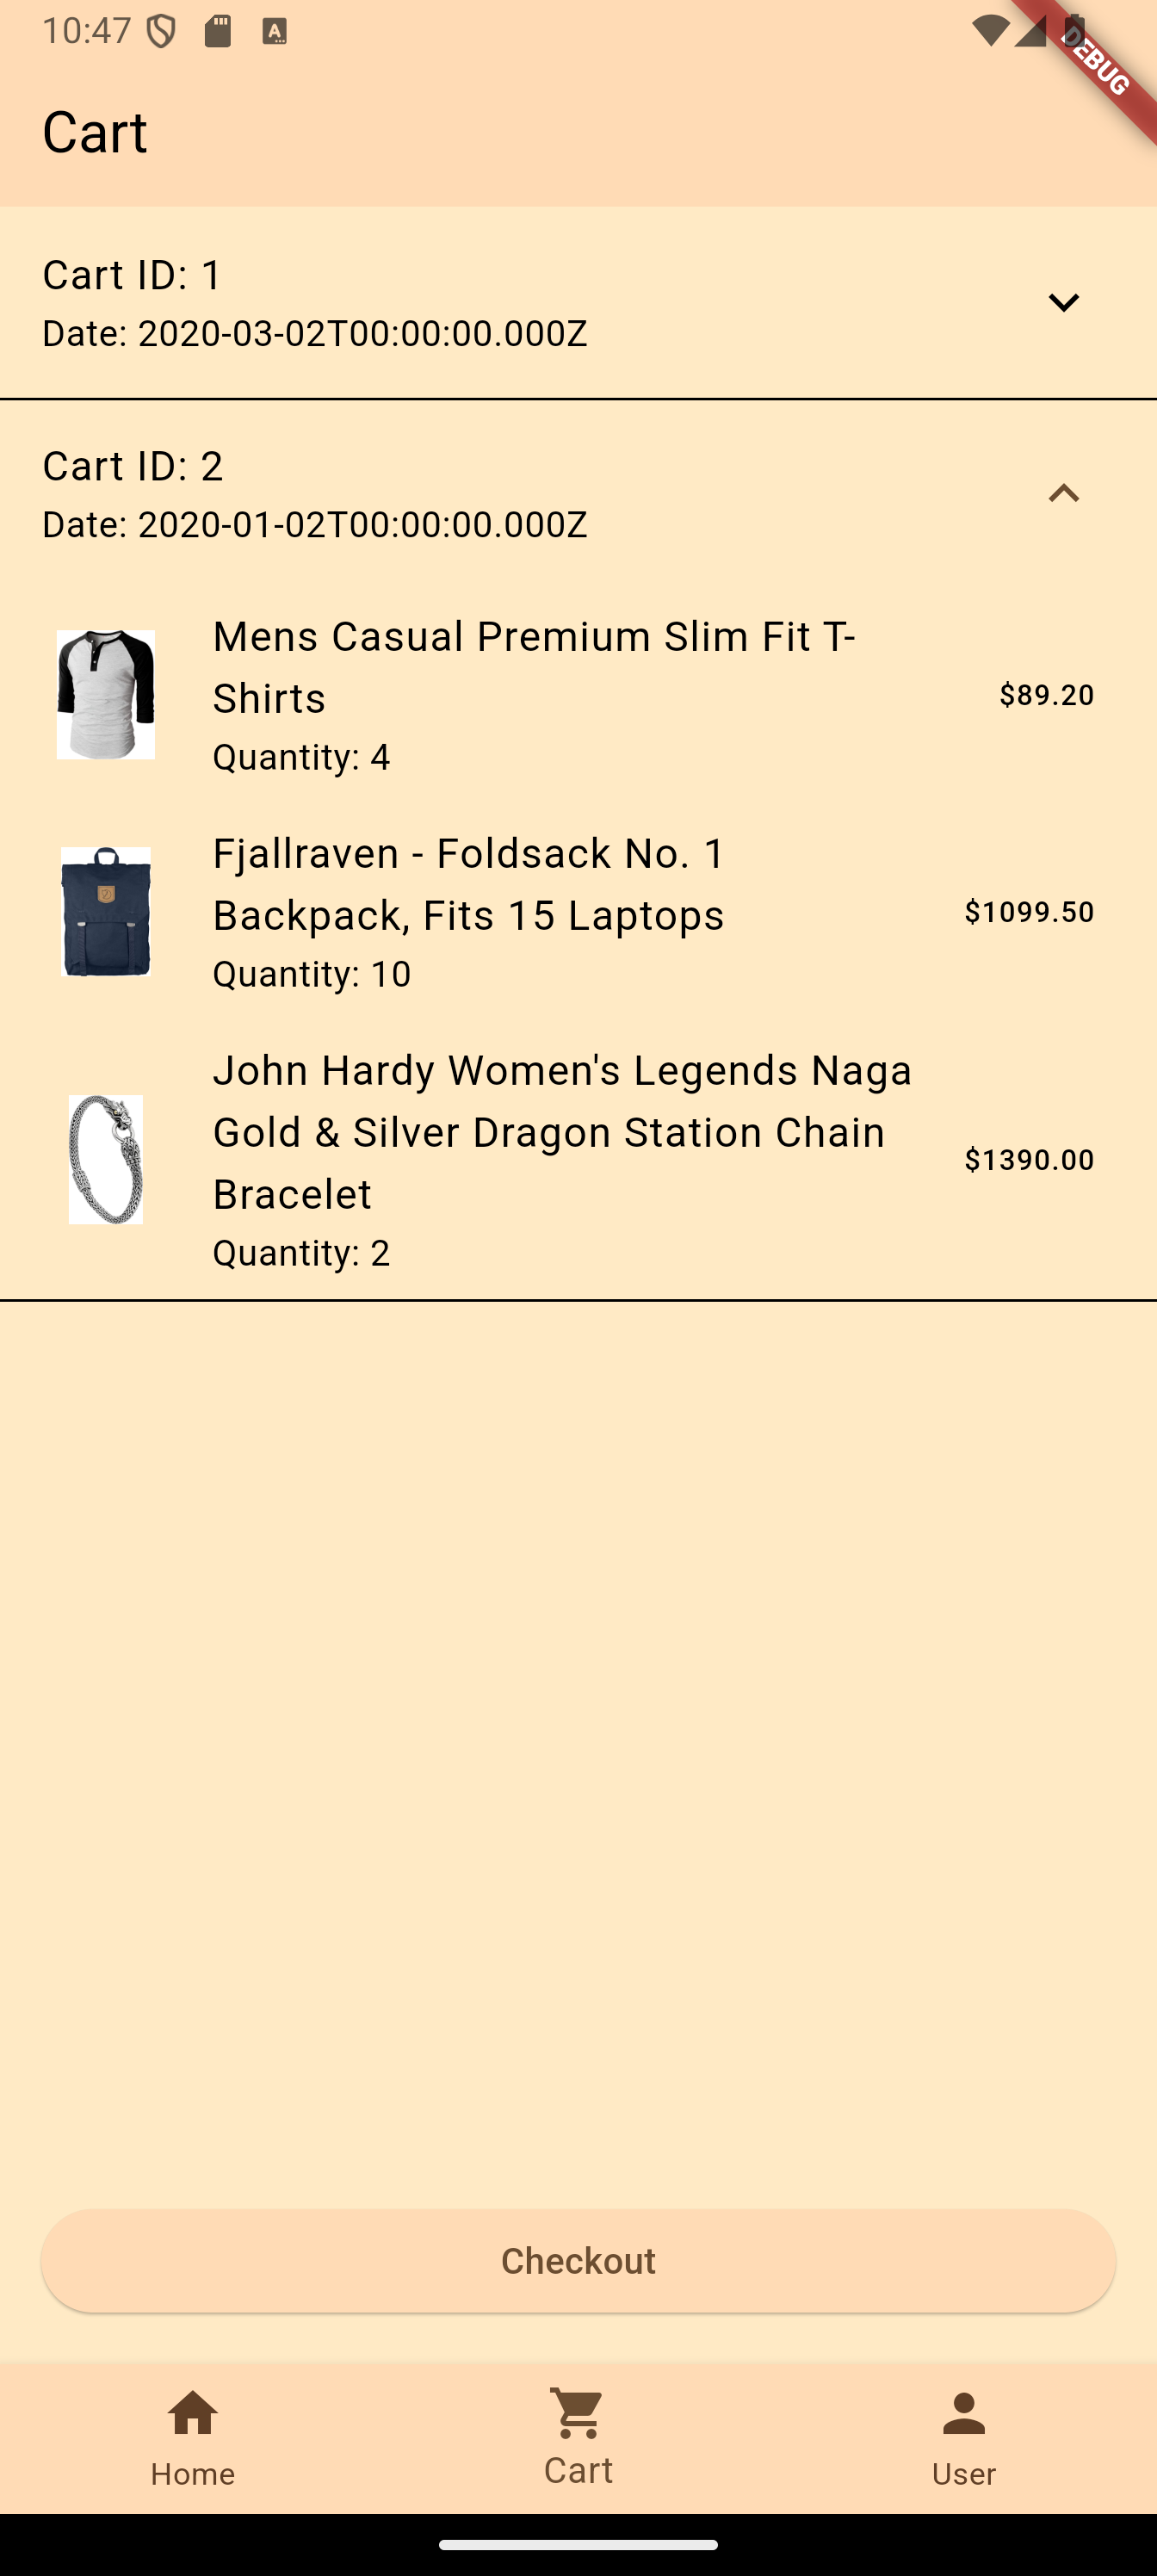 10:47
DEBUG
Cart
Cart ID: 1
Date: 2020-03-02T00:00:00.000Z
Cart ID: 2
Date: 2020-01-02T00:00:00.000Z
Mens Casual Premium Slim Fit T-
Shirts
$89.20
Quantity: 4
Fjallraven - Foldsack No. 1
Backpack, Fits 15 Laptops
$1099.50
Quantity: 10
John Hardy Women's Legends Naga
Gold & Silver Dragon Station Chain
Bracelet
$1390.00
Quantity: 2
Checkout
Home
Cart
User